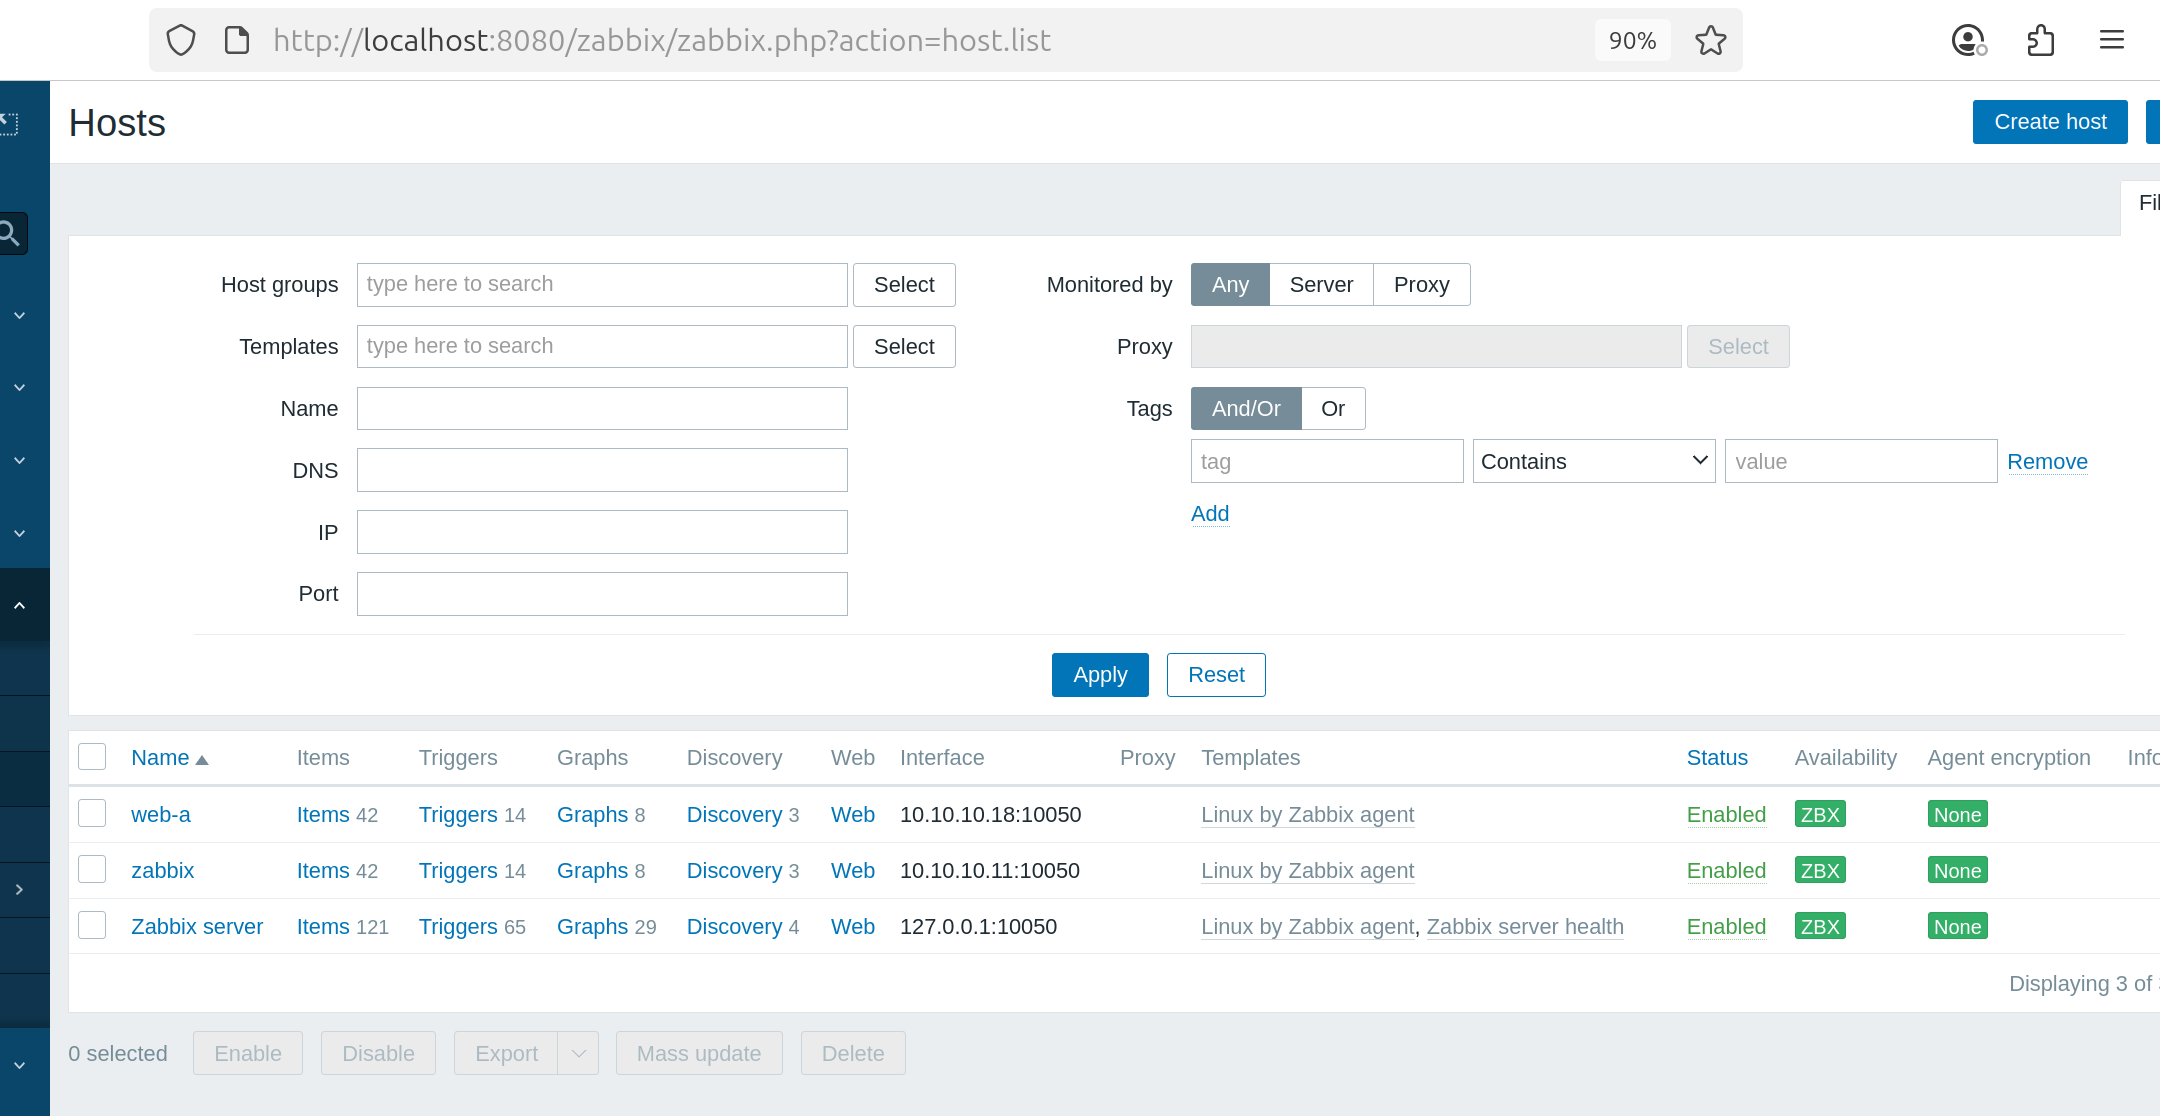 http://localhost:8080/zabbix/zabbix.php?action=host.list 90%
Hosts Create host
Fil
Host groups type here to search Select Monitored by Any Server Proxy
Templates type here to search Select Proxy Select
Name Tags And/Or Or
tag Contains value Remove
DNS
Add
IP
Port
Apply Reset
Name Items Triggers Graphs Discovery Web Interface Proxy Templates Status Availability Agent encryption Info
web-a Items 42 Triggers 14 Graphs 8 Discovery 3 Web 10.10.10.18:10050 Linux by Zabbix agent Enabled ZBX None
zabbix Items 42 Triggers 14 Graphs 8 Discovery 3 Web 10.10.10.11:10050 Linux by Zabbix agent Enabled ZBX None
Zabbix server Items 121 Triggers 65 Graphs 29 Discovery 4 Web 127.0.0.1:10050 Linux by Zabbix agent, Zabbix server health Enabled ZBX None
Displaying 3 of
0 selected Enable Disable Export Mass update Delete